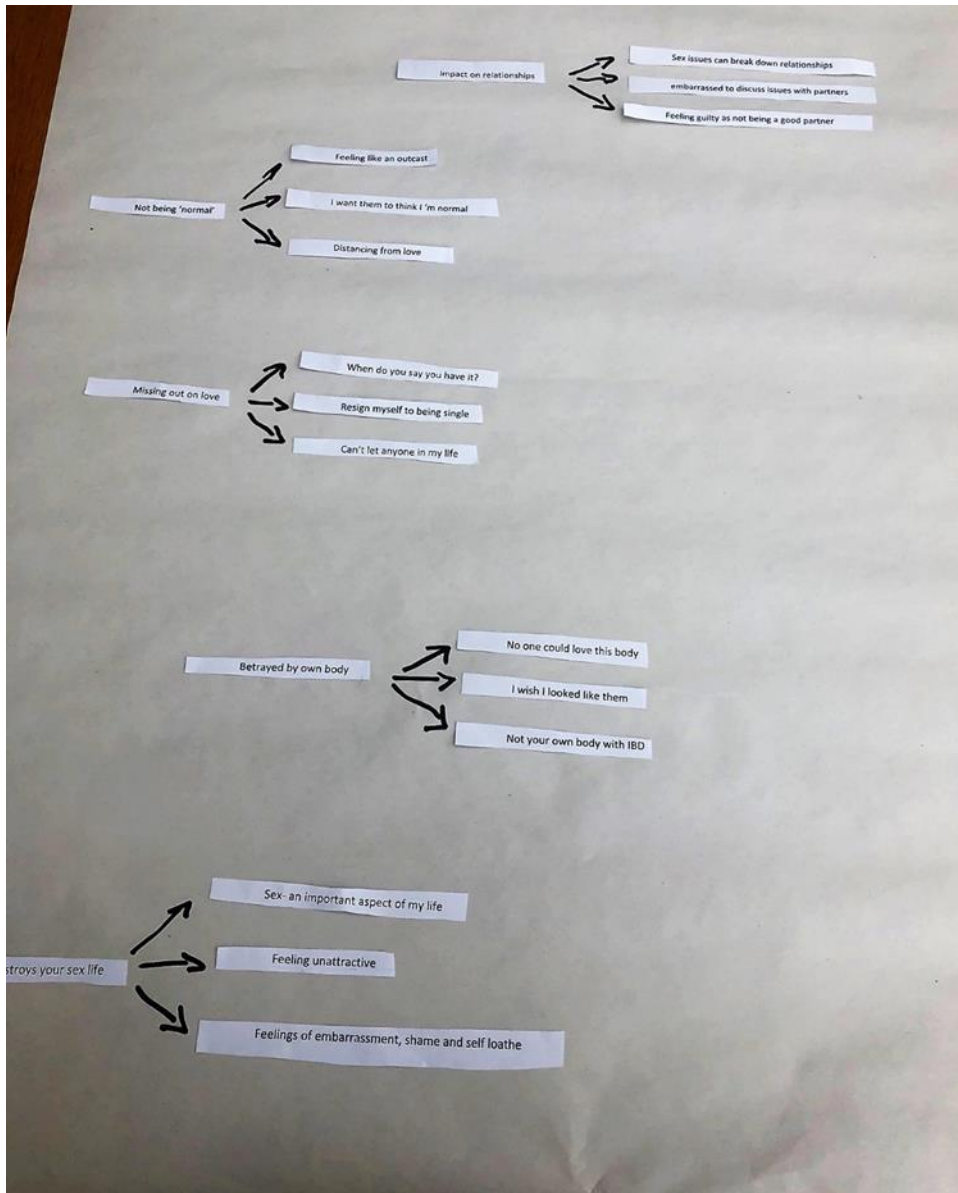 Impact on relationships
Sex issues can break down relationships
embarrassed to discuss issues with partners
Feeling guilty as not being a good partner
Not being 'normal'
Feeling like an outcast
I want them to think I 'm normal
Distancing from love
Missing out on love
When do you say you have it?
Resign myself to being single
Can't let anyone in my life
Betrayed by own body
No one could love this body
I wish I looked like them
Not your own body with IBD
stroys your sex life
Sex- an important aspect of my life
Feeling unattractive
Feelings of embarrassment, shame and self loathe